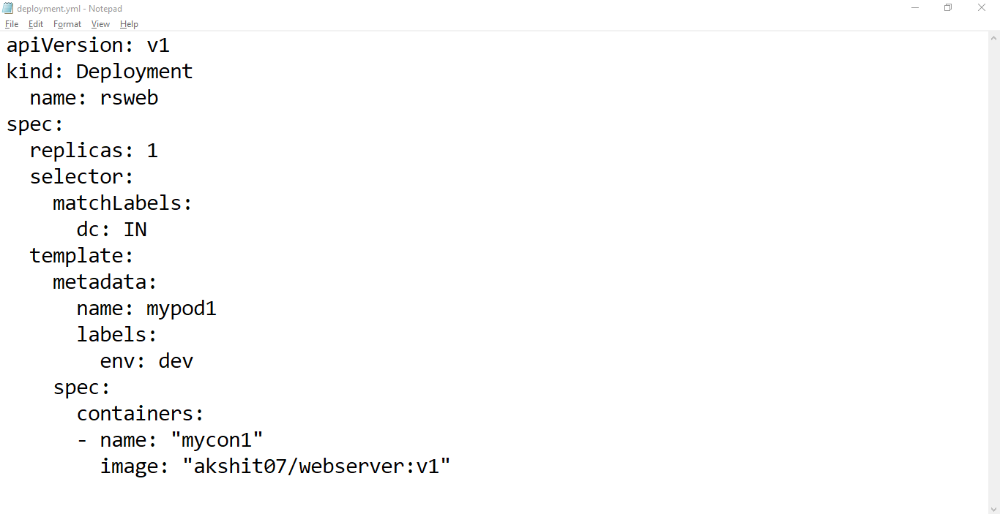 deployment.yml - Notepad
File Edit Format View Help
apiVersion: v1
kind: Deployment
  name: rsweb
spec:
  replicas: 1
  selector:
    matchLabels:
      dc: IN
  template:
    metadata:
      name: mypod1
      labels:
        env: dev
    spec:
      containers:
      - name: "mycon1"
        image: "akshit07/webserver:v1"